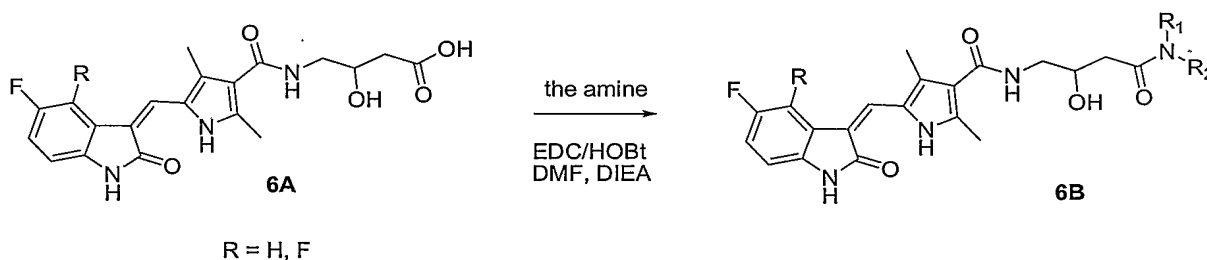 O
R
F
N
H
OH
OH
O
N
H
O
N
H
6A
R = H, F
the amine
EDC/HOBt
DMF, DIEA
O
R
F
N
H
OH
R1
N
R2
O
N
H
O
N
H
6B